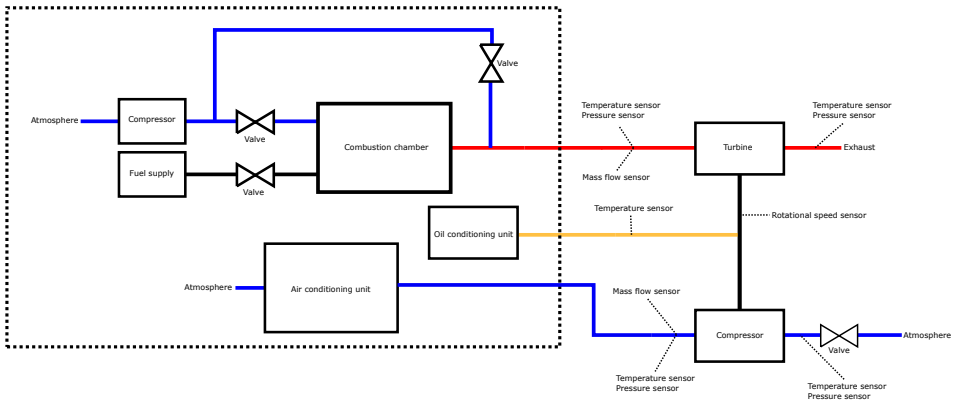 Valve
Temperature sensor
Pressure sensor
Temperature sensor
Pressure sensor
Atmosphere
Compressor
Valve
Combustion chamber
Turbine
Exhaust
Fuel supply
Valve
Mass flow sensor
Temperature sensor
Rotational speed sensor
Oil conditioning unit
Atmosphere
Air conditioning unit
Mass flow sensor
Compressor
Atmosphere
Valve
Temperature sensor
Pressure sensor
Temperature sensor
Pressure sensor